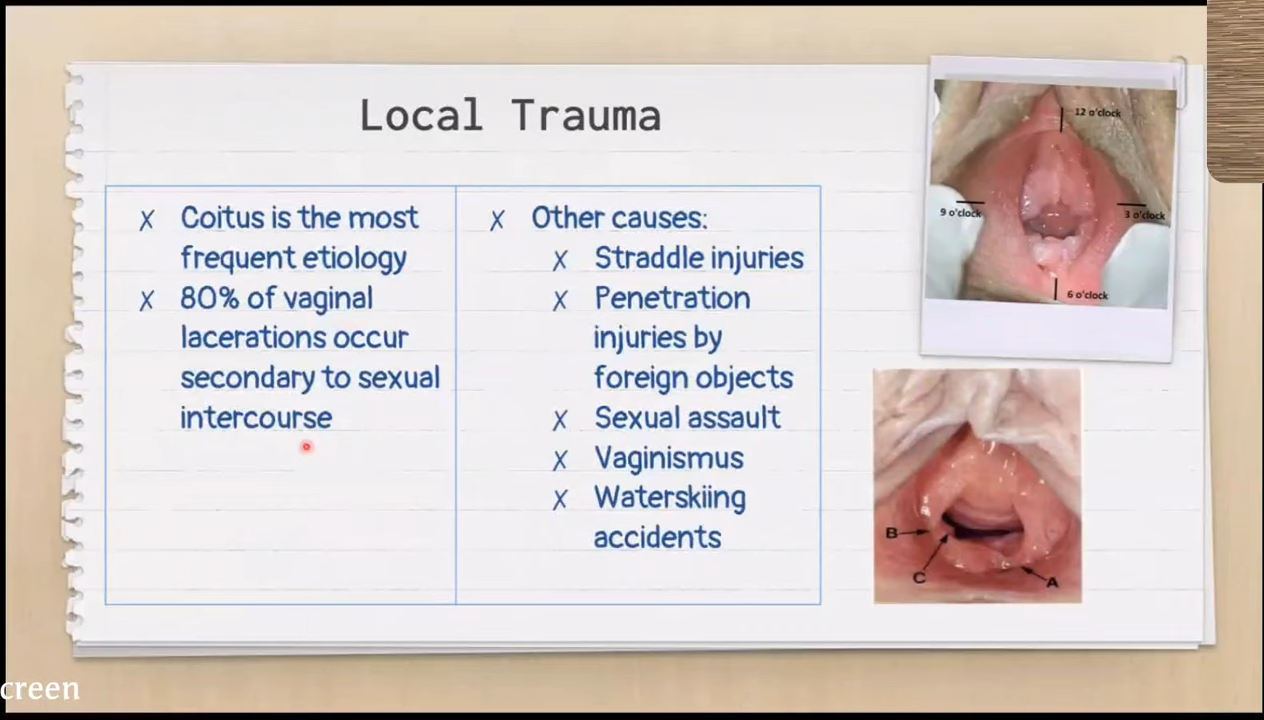 Local Trauma
X Coitus is the most
frequent etiology
X 80% of vaginal
lacerations occur
secondary to sexual
intercourse
X Other causes:
X Straddle injuries
X Penetration
injuries by
foreign objects
X Sexual assault
X Vaginismus
X Waterskiing
accidents
12 o'clock
9 o'clock
3 o'clock
6 o'clock
B
C
A
creen